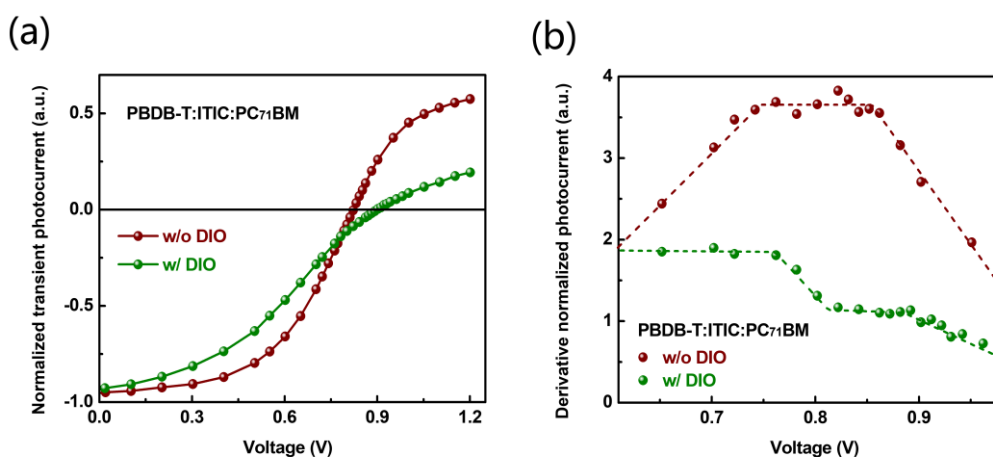 (a)
Normalized transient photocurrent (a.u.)
0.5
0.0
-0.5
-1.0
PBDB-T:ITIC:PC71BM
w/o DIO
w/ DIO
0.0 0.3 0.6 0.9 1.2
Voltage (V)
(b)
Derivative normalized photocurrent (a.u.)
4
3
2
1
0
PBDB-T:ITIC:PC71BM
w/o DIO
w/ DIO
0.7 0.8 0.9
Voltage (V)